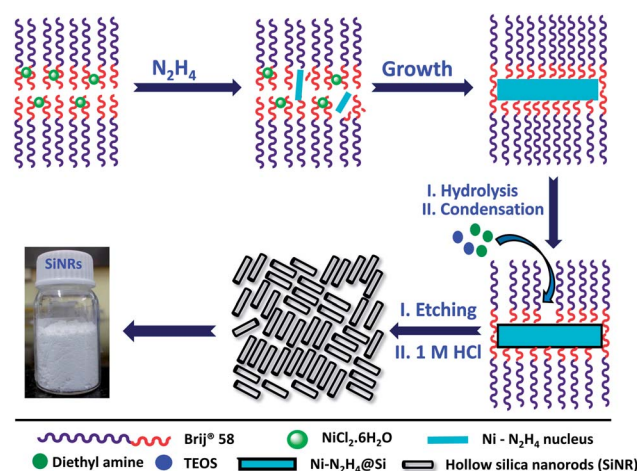 N₂H₄
Growth
I. Hydrolysis
II. Condensation
SiNRs
I. Etching
II. 1 M HCl
Brij® 58
NiCl₂.6H₂O
Ni - N₂H₄ nucleus
Diethyl amine
TEOS
Ni-N₂H₄@Si
Hollow silica nanorods (SiNR)